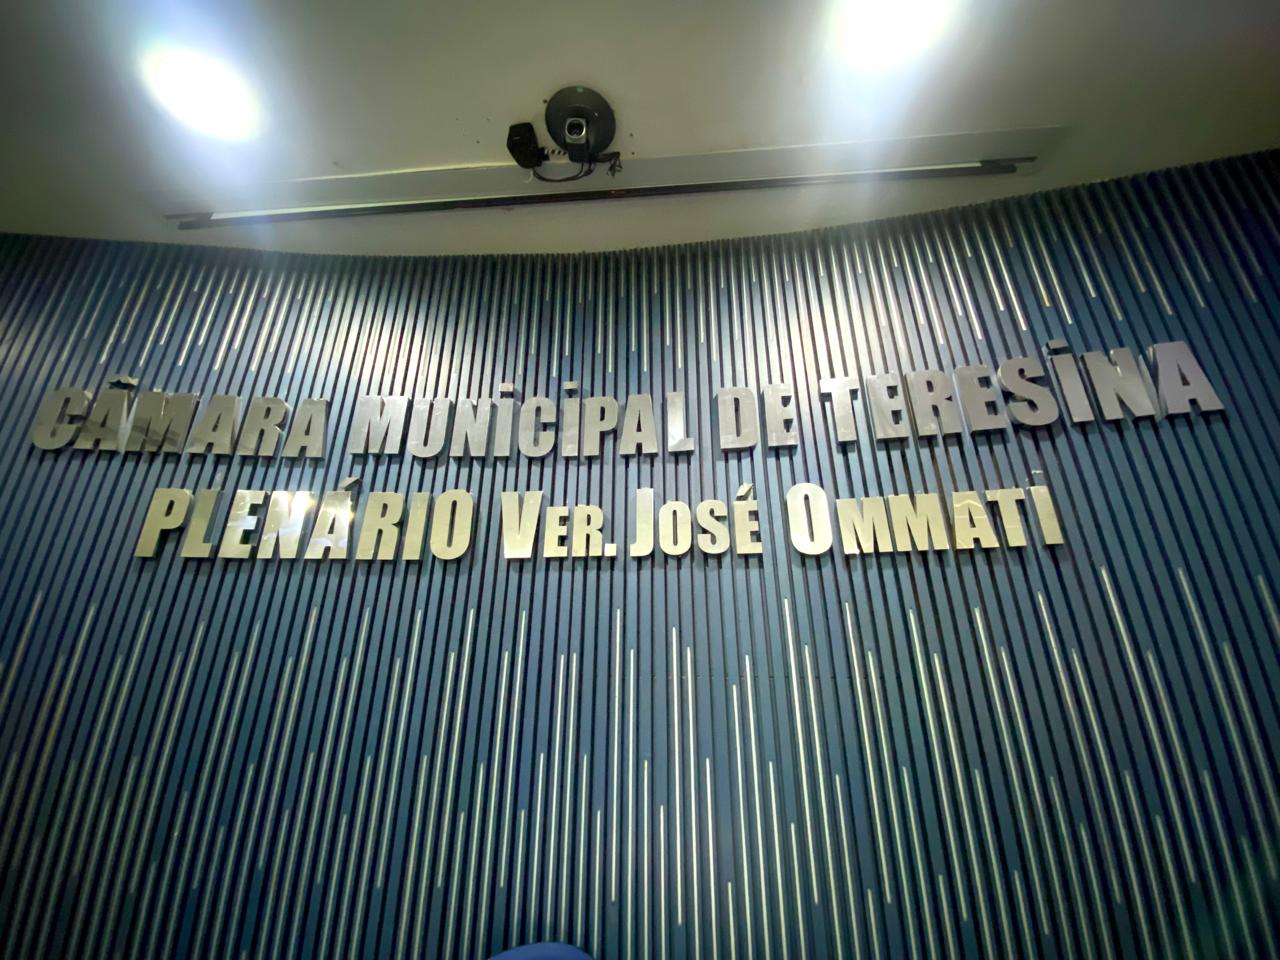 CÂMARA MUNICIPAL DE TERESINA
PLENÁRIO VER. JOSÉ OMMATI